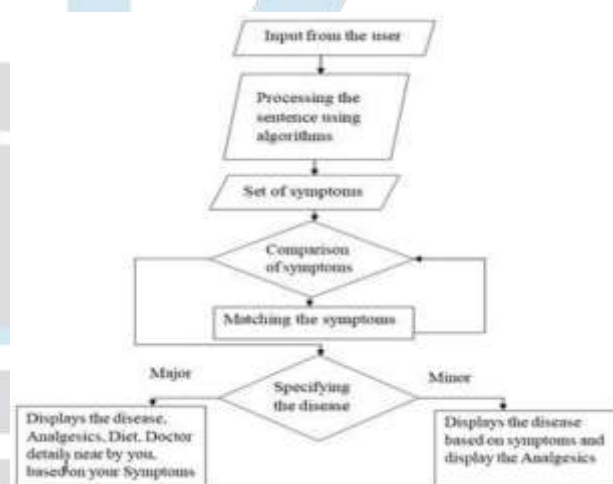 Input from the user
Processing the
sentence using
algorithms
Set of symptoms
Comparison
of symptoms
Matching the symptoms
Major
Specifying
the disease
Minor
Displays the disease,
Analgesics, Diet, Doctor
details near by you,
based on your Symptoms
Displays the disease
based on symptoms and
display the Analgesics